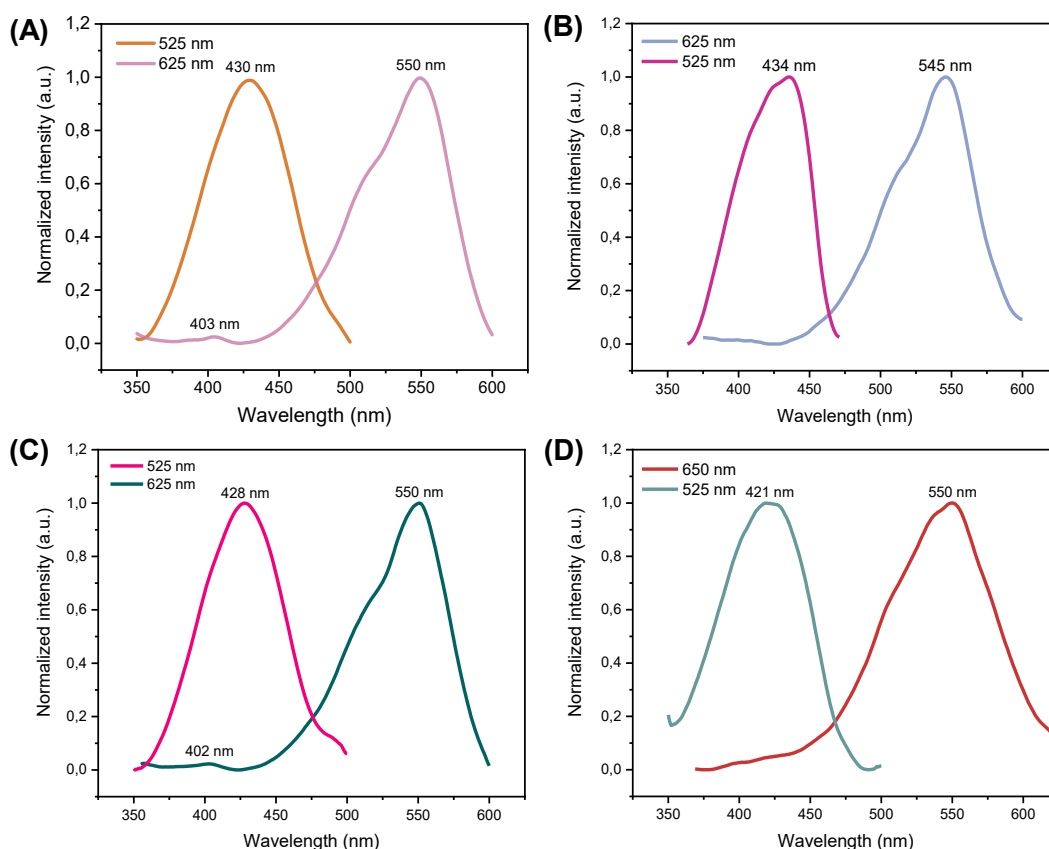 (A)
1,2
1,0
0,8
0,6
0,4
0,2
0,0
Normalized intensity (a.u.)
525 nm
625 nm
430 nm
550 nm
403 nm
350 400 450 500 550 600
Wavelength (nm)
(B)
1,2
1,0
0,8
0,6
0,4
0,2
0,0
Normalized intenisty (a.u.)
625 nm
525 nm
434 nm
545 nm
350 400 450 500 550 600
Wavelength (nm)
(C)
1,2
1,0
0,8
0,6
0,4
0,2
0,0
Normalized intensity (a.u.)
525 nm
625 nm
428 nm
550 nm
402 nm
350 400 450 500 550 600
Wavelength (nm)
(D)
1,2
1,0
0,8
0,6
0,4
0,2
0,0
Normalized intensity (a.u.)
650 nm
525 nm
421 nm
550 nm
350 400 450 500 550 600
Wavelength (nm)